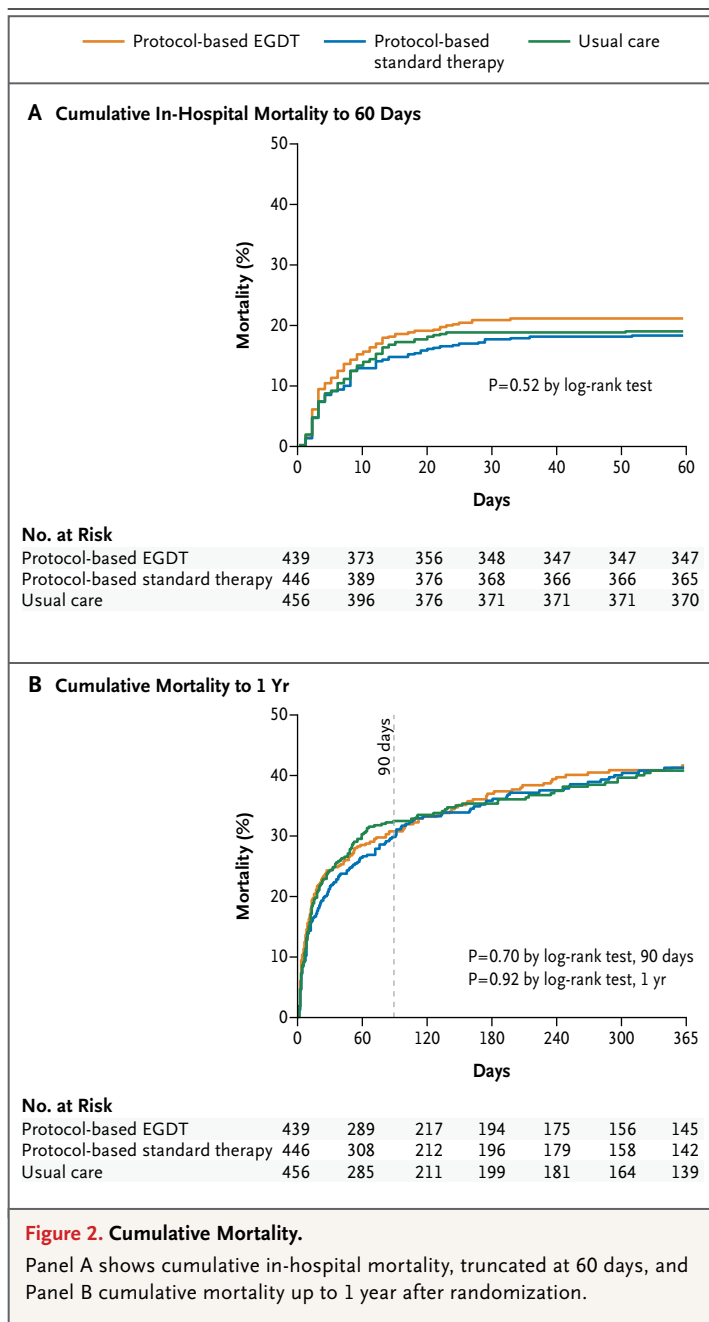 Protocol-based EGDT
Protocol-based
standard therapy
Usual care
A Cumulative In-Hospital Mortality to 60 Days
50
40
30
20
10
0
Mortality (%)
P=0.52 by log-rank test
0 10 20 30 40 50 60
Days
No. at Risk
Protocol-based EGDT 439 373 356 348 347 347 347
Protocol-based standard therapy 446 389 376 368 366 366 365
Usual care 456 396 376 371 371 371 370
B Cumulative Mortality to 1 Yr
50
40
30
20
10
0
Mortality (%)
90 days
P=0.70 by log-rank test, 90 days
P=0.92 by log-rank test, 1 yr
0 60 120 180 240 300 365
Days
No. at Risk
Protocol-based EGDT 439 289 217 194 175 156 145
Protocol-based standard therapy 446 308 212 196 179 158 142
Usual care 456 285 211 199 181 164 139
Figure 2. Cumulative Mortality.
Panel A shows cumulative in-hospital mortality, truncated at 60 days, and
Panel B cumulative mortality up to 1 year after randomization.